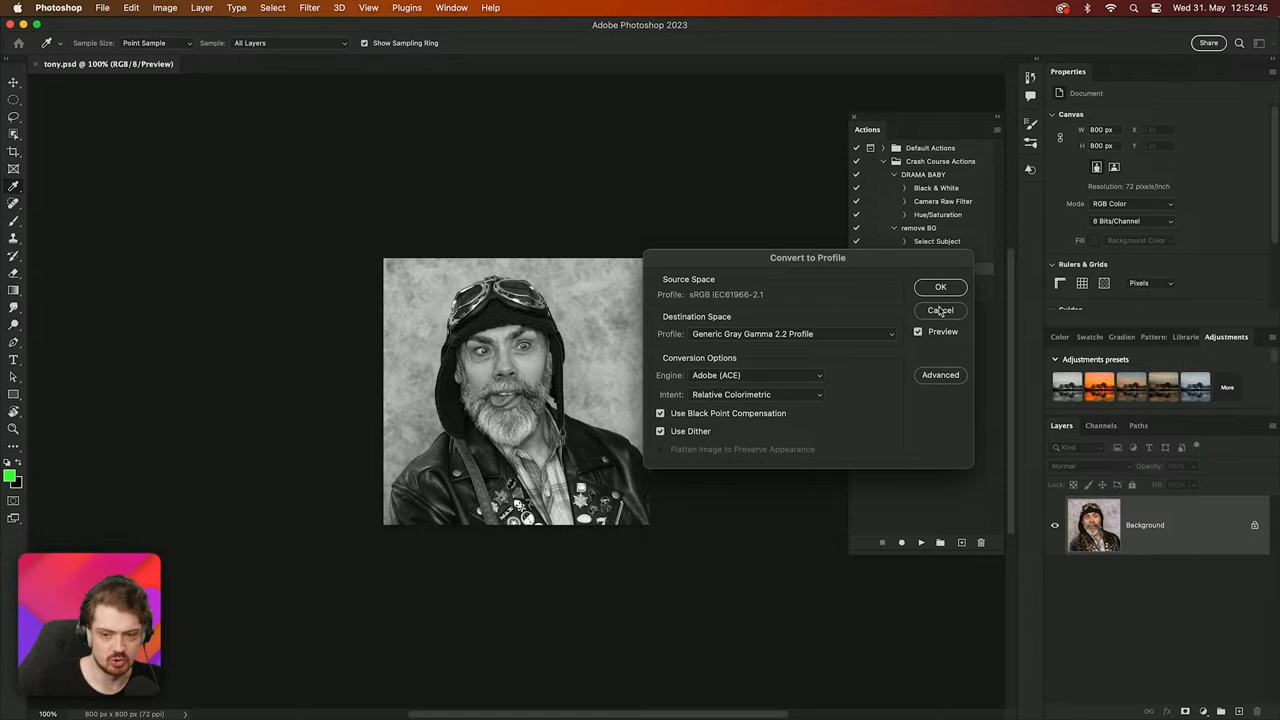 Photoshop File Edit Image Layer Type Select Filter 3D View Plugins Window Help Wed 31. May 12:52:45
Adobe Photoshop 2023
Sample Size: Point Sample Sample: All Layers Show Sampling Ring Share
tony.psd @ 100% (RGB/8/Preview)
Actions
Default Actions
Crash Course Actions
DRAMA BABY
Black & White
Camera Raw Filter
Hue/Saturation
remove BG
Select Subject
Convert to Profile
Source Space
Profile: sRGB IEC61966-2.1
Destination Space
Profile: Generic Gray Gamma 2.2 Profile
Conversion Options
Engine: Adobe (ACE)
Intent: Relative Colorimetric
Use Black Point Compensation
Use Dither
Flatten Image to Preserve Appearance
OK
Cancel
Preview
Advanced
Properties
Document
Canvas
W 800 px X 0 px
H 800 px Y 0 px
Resolution: 72 pixels/inch
Mode RGB Color
8 Bits/Channel
Fill Background Color
Rulers & Grids
Pixels
Color Swatche Gradien Pattern: Librarie Adjustments
Adjustments presets
More
Layers Channels Paths
Kind
Normal Opacity: 100%
Lock: Fill: 100%
Background
100% 800 px x 800 px (72 ppi)